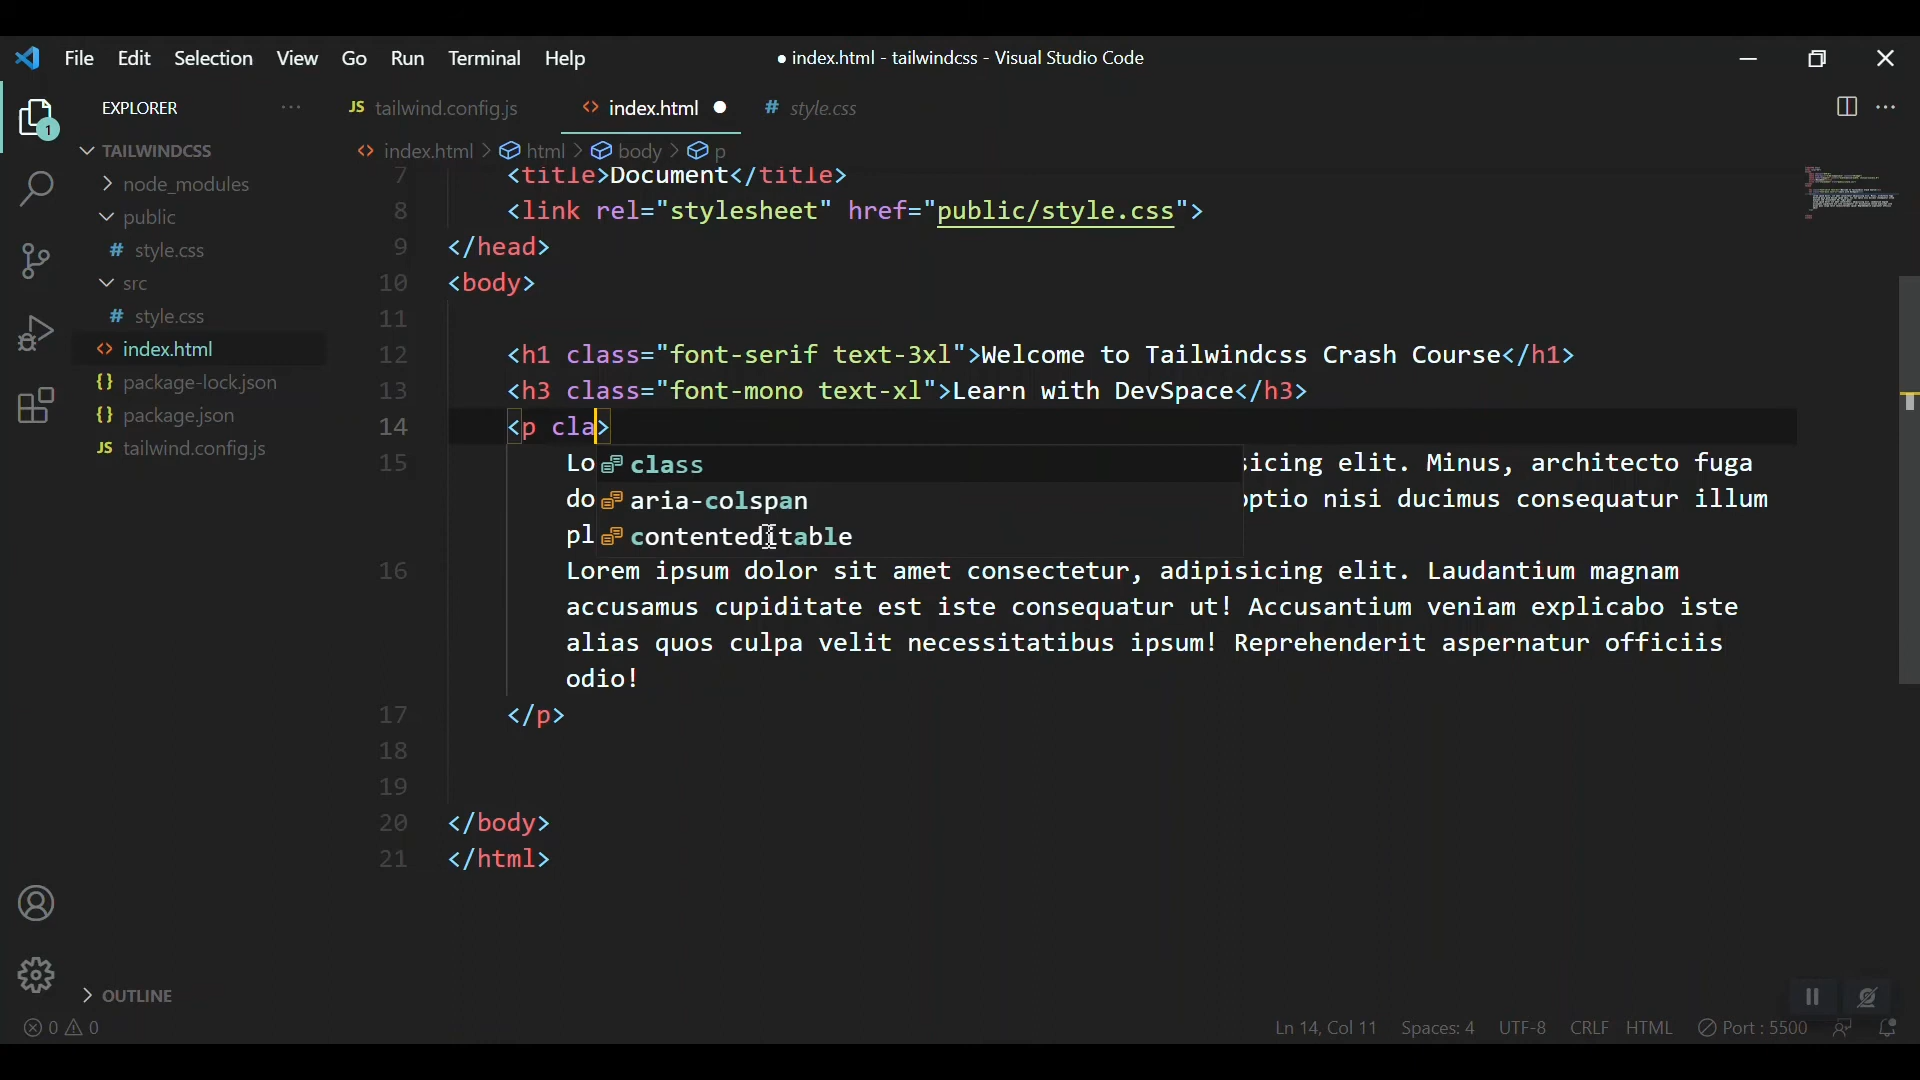 File Edit Selection View Go Run Terminal Help ● index.html - tailwindcss - Visual Studio Code
EXPLORER ··· JS tailwind.config.js <> index.html ● # style.css ···
1
TAILWINDCSS <> index.html > html > body > p
7 <title>Document</title>
> node_modules
public 8 <link rel="stylesheet" href="public/style.css">
# style.css 9 </head>
src 10 <body>
# style.css 11
<> index.html 12 <h1 class="font-serif text-3xl">Welcome to Tailwindcss Crash Course</h1>
{} package-lock.json 13 <h3 class="font-mono text-xl">Learn with DevSpace</h3>
{} package.json 14 <p cla>
JS tailwind.config.js 15 Lo class sicing elit. Minus, architecto fuga
do aria-colspan optio nisi ducimus consequatur illum
pl contenteditable
16 Lorem ipsum dolor sit amet consectetur, adipisicing elit. Laudantium magnam
accusamus cupiditate est iste consequatur ut! Accusantium veniam explicabo iste
alias quos culpa velit necessitatibus ipsum! Reprehenderit aspernatur officiis
odio!
17 </p>
18
19
20 </body>
21 </html>
> OUTLINE
0 0 Ln 14, Col 11 Spaces: 4 UTF-8 CRLF HTML Port : 5500